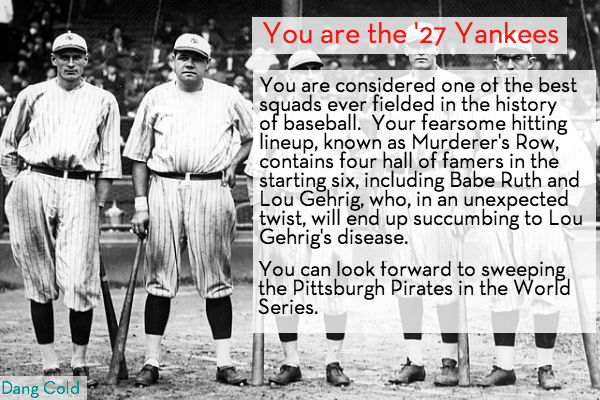 You are the '27 Yankees
You are considered one of the best
squads ever fielded in the history
of baseball. Your fearsome hitting
lineup, known as Murderer's Row,
contains four hall of famers in the
starting six, including Babe Ruth and
Lou Gehrig, who, in an unexpected
twist, will end up succumbing to Lou
Gehrig's disease.
You can look forward to sweeping
the Pittsburgh Pirates in the World
Series.
Dang Cold